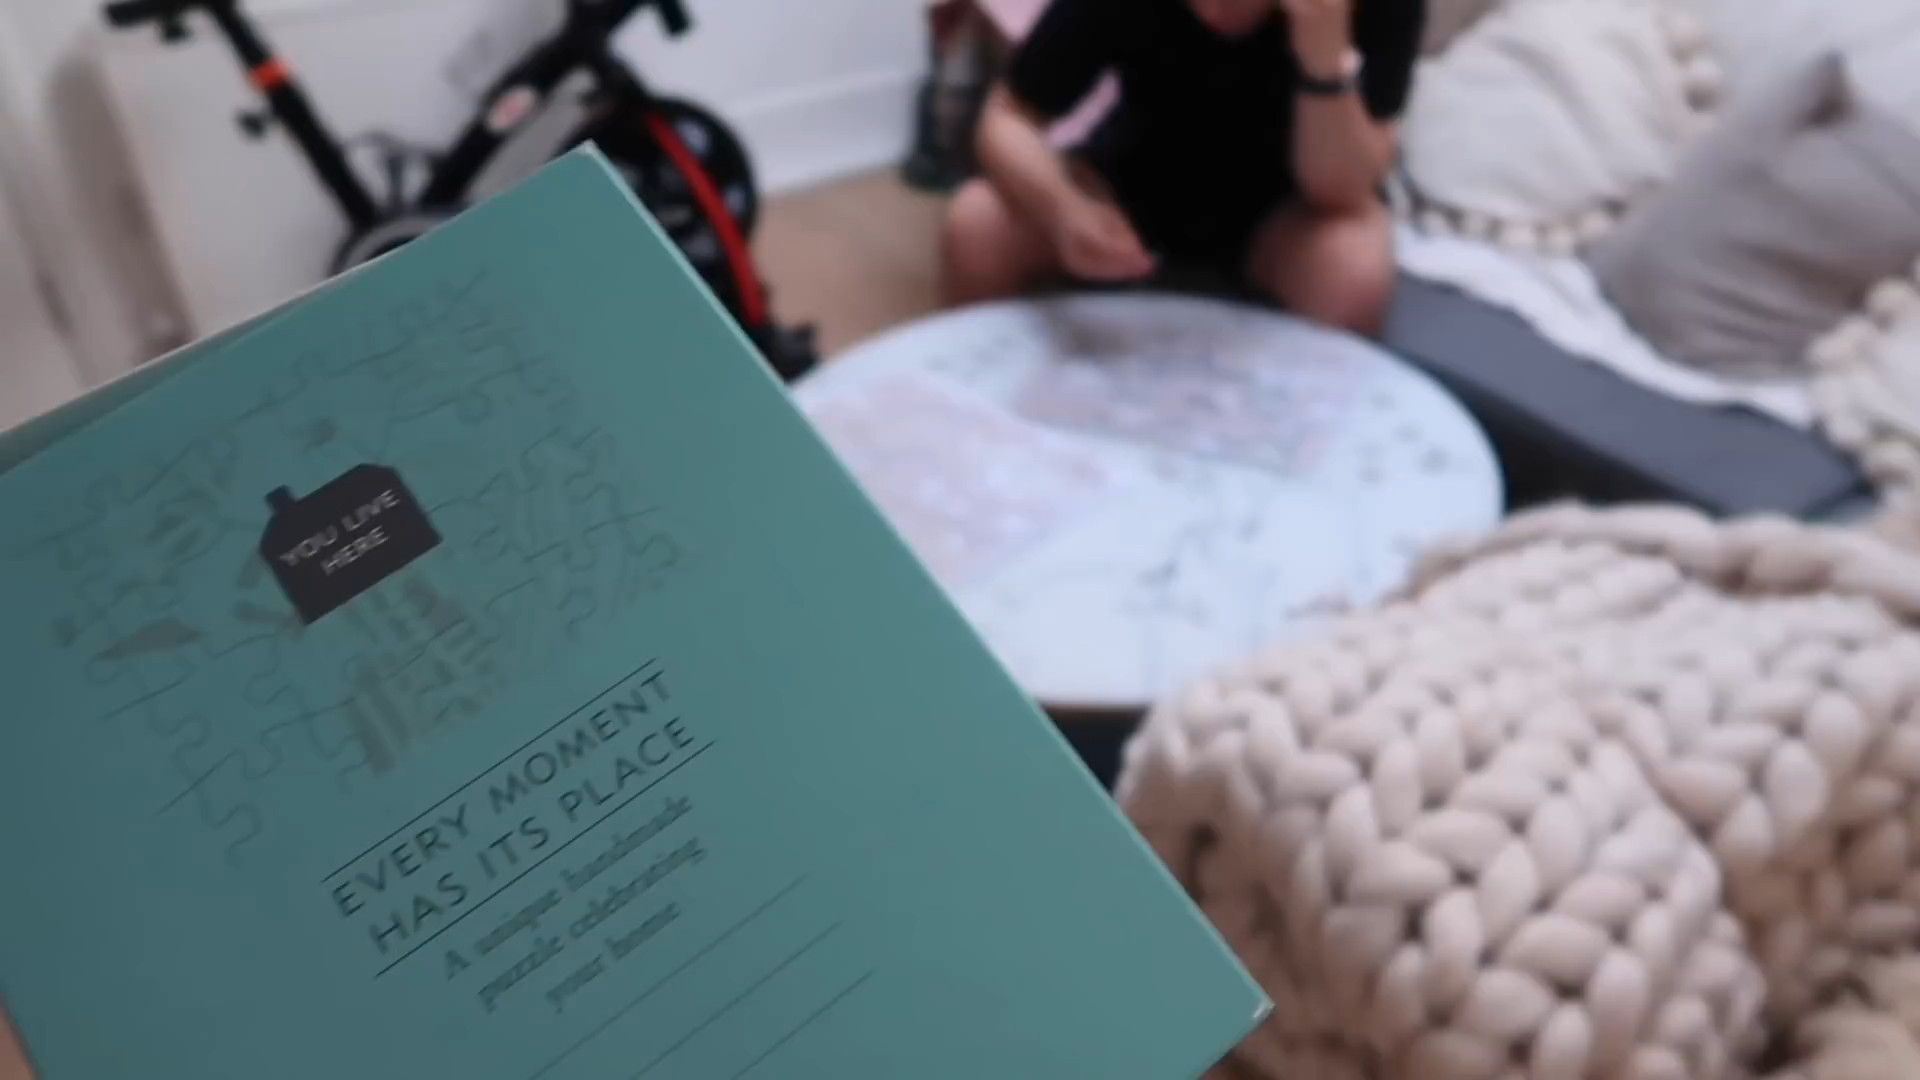 YOU LIVE
HERE
EVERY MOMENT
HAS ITS PLACE
A unique handmade
puzzle celebrating
your home